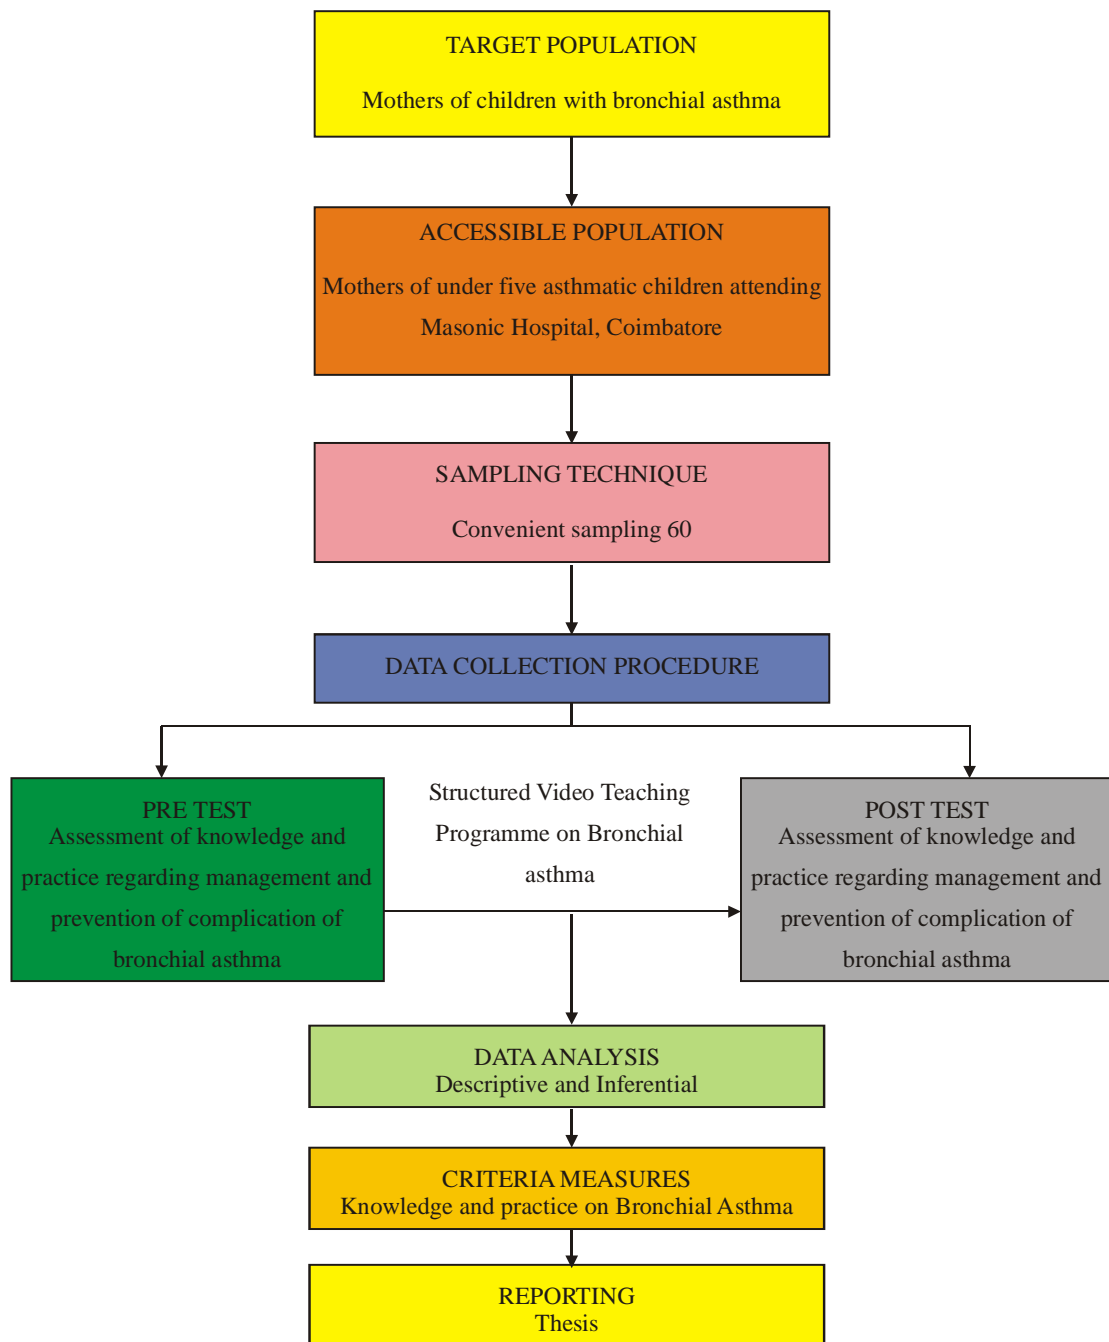 TARGET POPULATION
Mothers of children with bronchial asthma
ACCESSIBLE POPULATION
Mothers of under five asthmatic children attending
Masonic Hospital, Coimbatore
SAMPLING TECHNIQUE
Convenient sampling 60
DATA COLLECTION PROCEDURE
PRE TEST
Assessment of knowledge and
practice regarding management and
prevention of complication of
bronchial asthma
Structured Video Teaching
Programme on Bronchial
asthma
POST TEST
Assessment of knowledge and
practice regarding management and
prevention of complication of
bronchial asthma
DATA ANALYSIS
Descriptive and Inferential
CRITERIA MEASURES
Knowledge and practice on Bronchial Asthma
REPORTING
Thesis